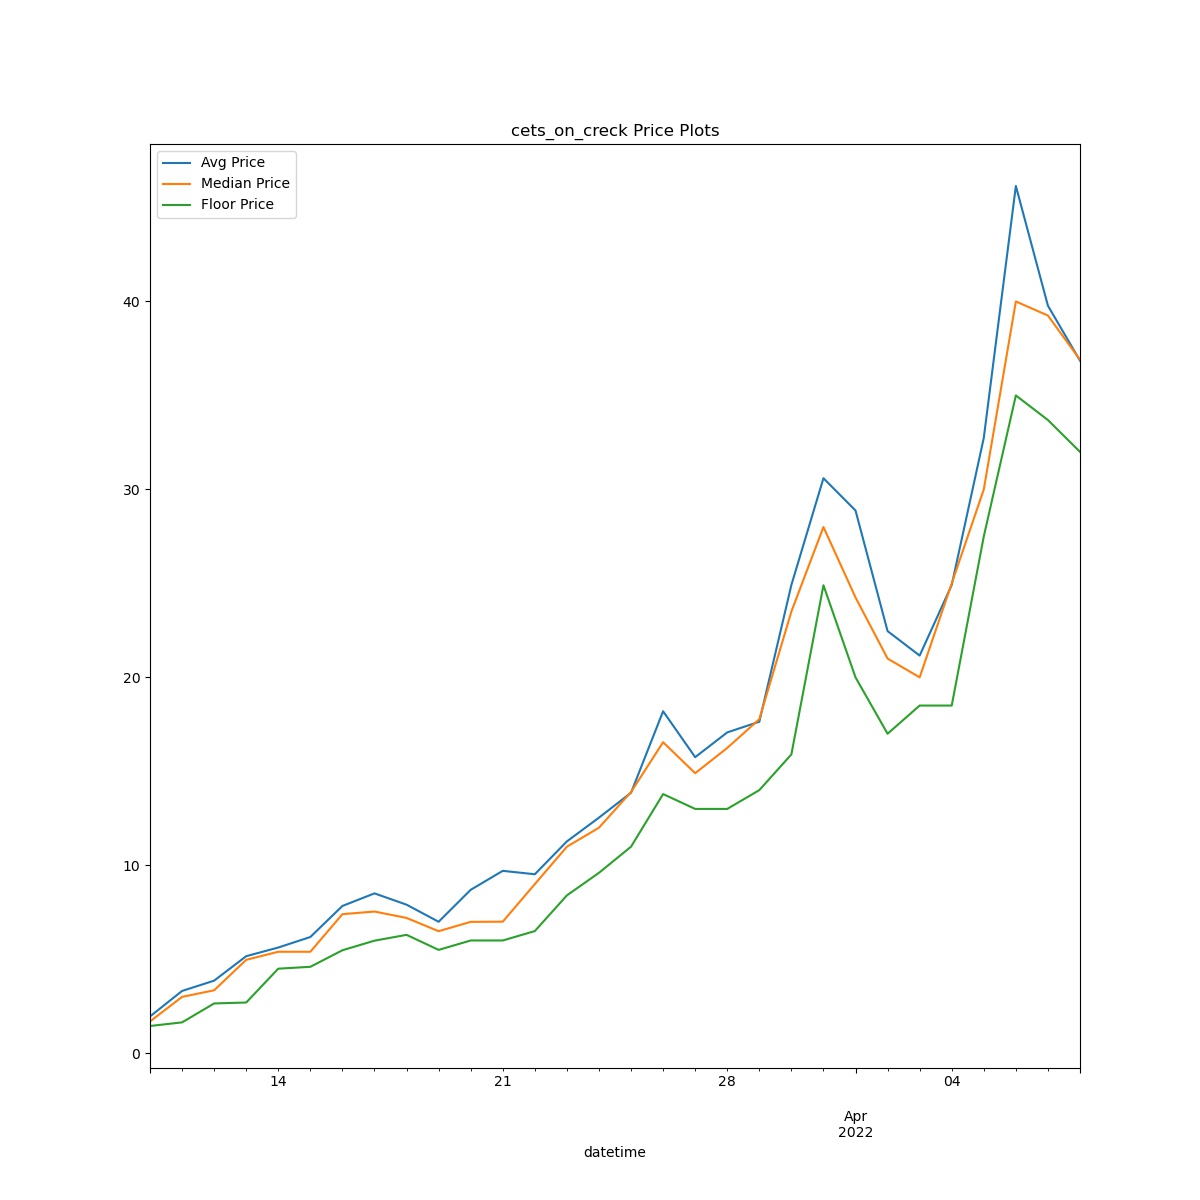 cets_on_creck Price Plots
Avg Price
Median Price
Floor Price
40
30
20
10
0
14 21 28 04
Apr
2022
datetime